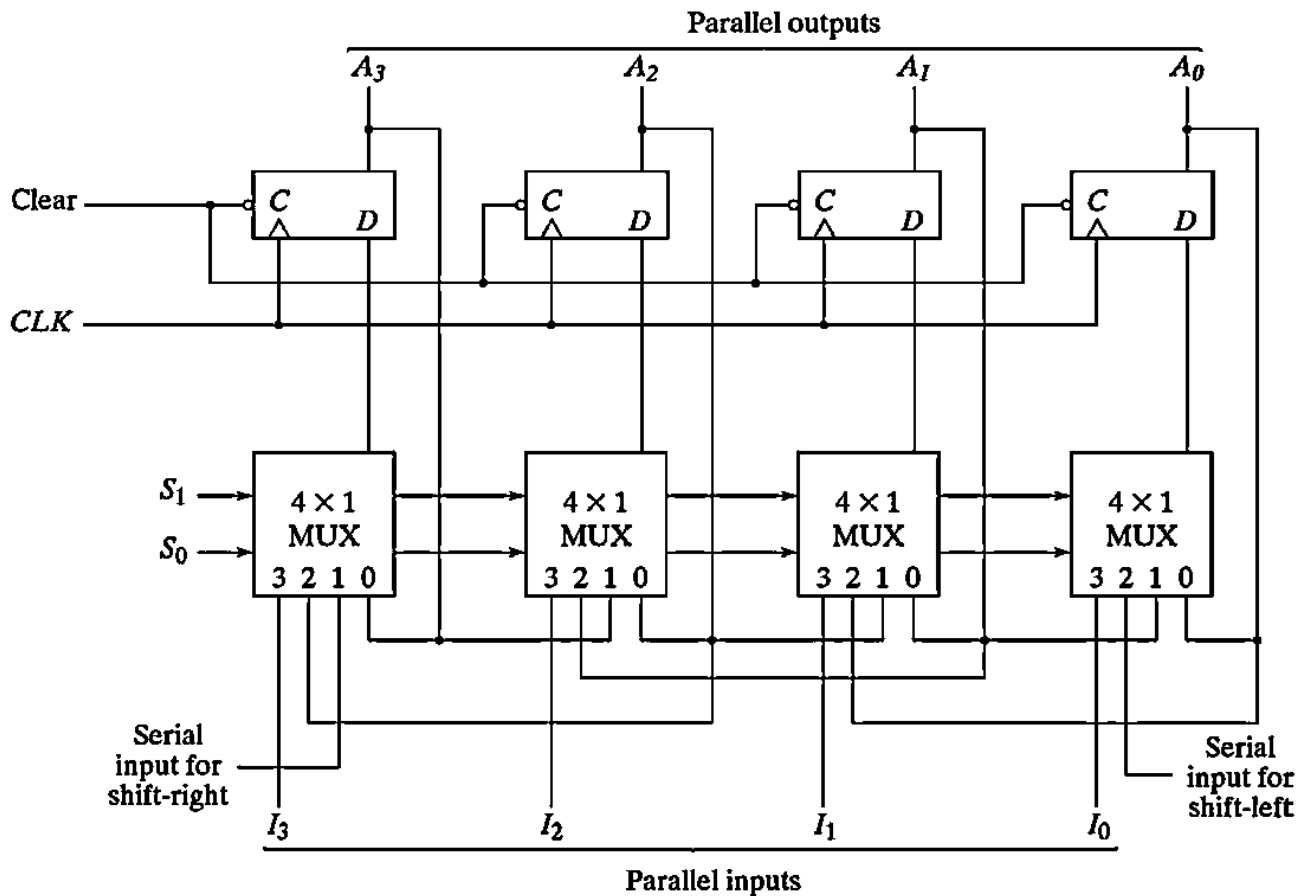 Parallel outputs
A3 A2 A1 A0
Clear C D C D C D C D
CLK
S1 4 × 1 MUX 4 × 1 MUX 4 × 1 MUX 4 × 1 MUX
S0
3 2 1 0 3 2 1 0 3 2 1 0 3 2 1 0
Serial
input for
shift-right
Serial
input for
shift-left
I3 I2 I1 I0
Parallel inputs